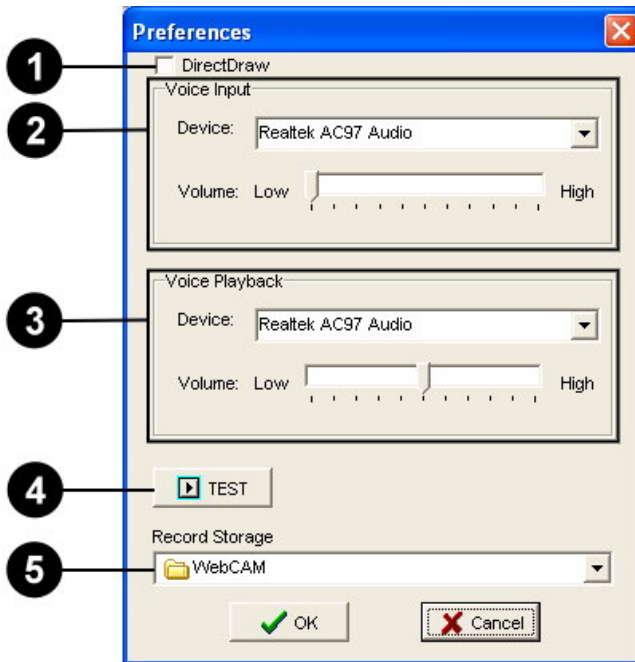 Preferences
1 DirectDraw
Voice Input
2 Device: Realtek AC97 Audio
Volume: Low High
Voice Playback
3 Device: Realtek AC97 Audio
Volume: Low High
4 TEST
Record Storage
5 WebCAM
OK Cancel